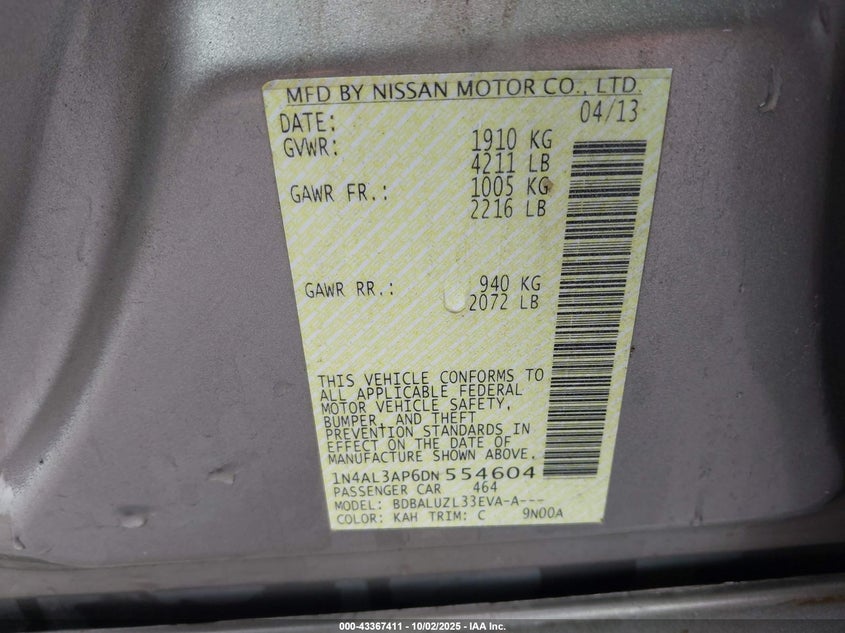 MFD BY NISSAN MOTOR CO., LTD.
DATE: 04/13
GVWR: 1910 KG
4211 LB
GAWR FR.: 1005 KG
2216 LB
GAWR RR.: 940 KG
2072 LB
THIS VEHICLE CONFORMS TO
ALL APPLICABLE FEDERAL
MOTOR VEHICLE SAFETY,
BUMPER, AND THEFT
PREVENTION STANDARDS IN
EFFECT ON THE DATE OF
MANUFACTURE SHOWN ABOVE.
1N4AL3AP6DN 554604
PASSENGER CAR 464
MODEL: BDBALUZL33EVA-A---
COLOR: KAH TRIM: C 9N00A
000-43367411 - 10/02/2025 - IAA Inc.